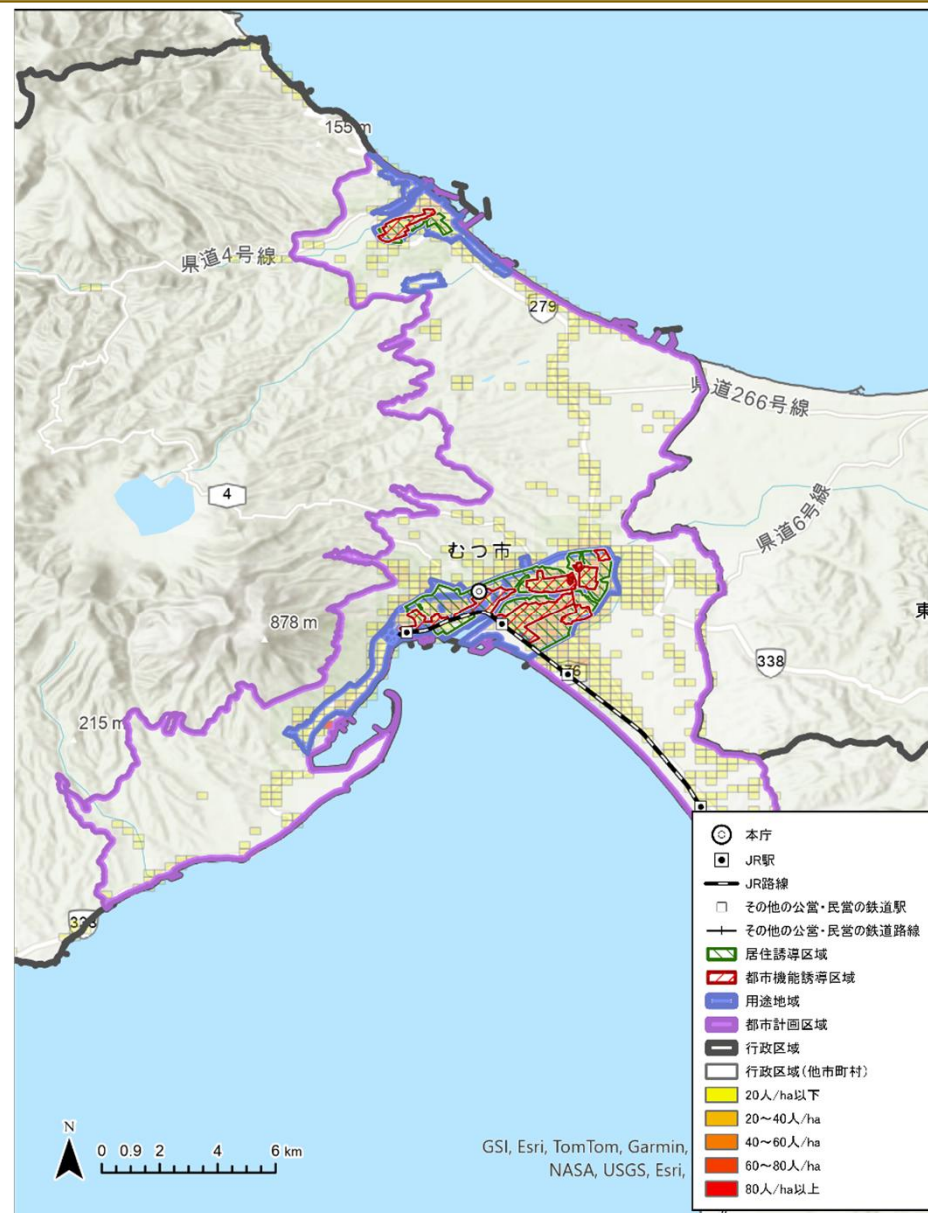 155 m
県道4号線
279
県道266号線
4
県道6号線
むつ市
878 m
東
338
215 m
338
本庁
JR駅
JR路線
その他の公営・民営の鉄道駅
その他の公営・民営の鉄道路線
居住誘導区域
都市機能誘導区域
用途地域
都市計画区域
行政区域
行政区域(他市町村)
20人/ha以下
20～40人/ha
40～60人/ha
60～80人/ha
80人/ha以上
N
0 0.9 2 4 6 km
GSI, Esri, TomTom, Garmin,
NASA, USGS, Esri,